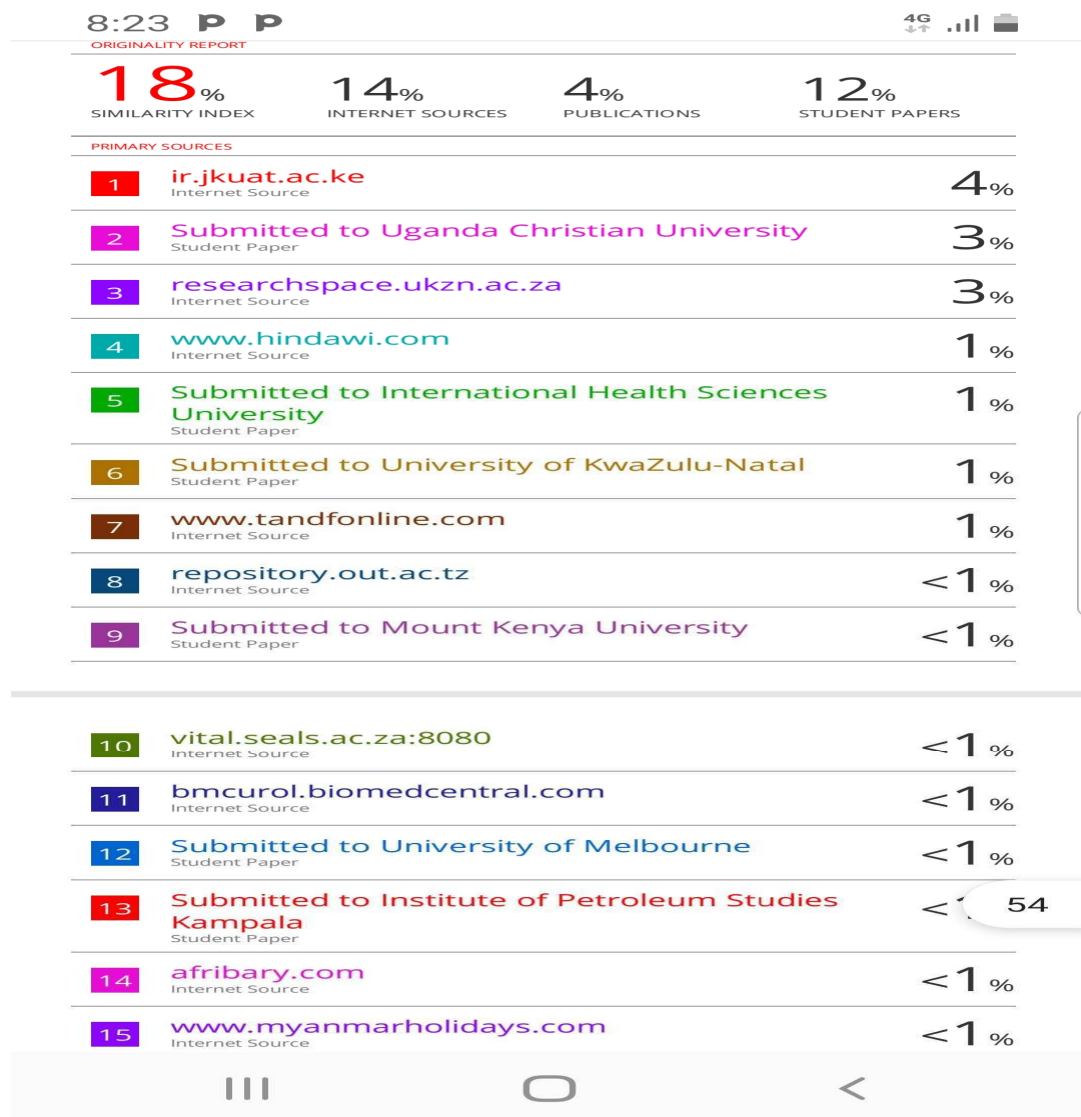 8:23
4G
ORIGINALITY REPORT
18% 14% 4% 12%
SIMILARITY INDEX INTERNET SOURCES PUBLICATIONS STUDENT PAPERS
PRIMARY SOURCES
1 ir.jkuat.ac.ke 4%
Internet Source
2 Submitted to Uganda Christian University 3%
Student Paper
3 researchspace.ukzn.ac.za 3%
Internet Source
4 www.hindawi.com 1%
Internet Source
5 Submitted to International Health Sciences 1%
University
Student Paper
6 Submitted to University of KwaZulu-Natal 1%
Student Paper
7 www.tandfonline.com 1%
Internet Source
8 repository.out.ac.tz <1%
Internet Source
9 Submitted to Mount Kenya University <1%
Student Paper
10 vital.seals.ac.za:8080 <1%
Internet Source
11 bmcurol.biomedcentral.com <1%
Internet Source
12 Submitted to University of Melbourne <1%
Student Paper
13 Submitted to Institute of Petroleum Studies 54
Kampala
Student Paper
14 afribary.com <1%
Internet Source
15 www.myanmarholidays.com <1%
Internet Source